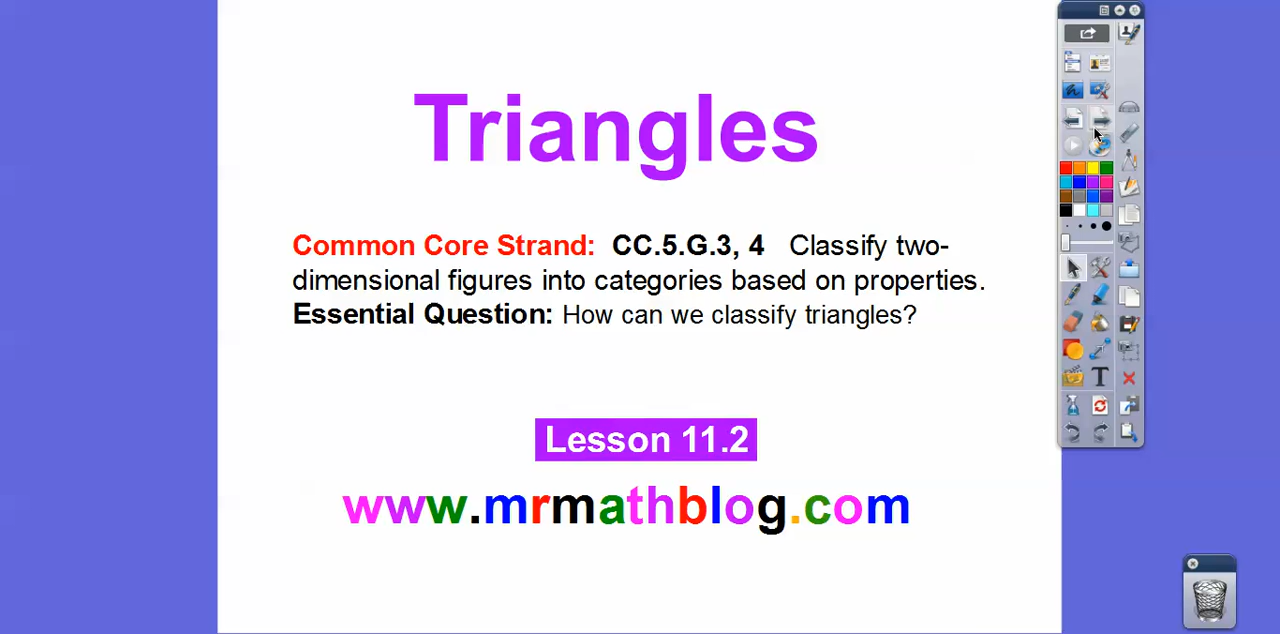 Triangles
Common Core Strand: CC.5.G.3, 4 Classify two-
dimensional figures into categories based on properties.
Essential Question: How can we classify triangles?
Lesson 11.2
www.mrmathblog.com